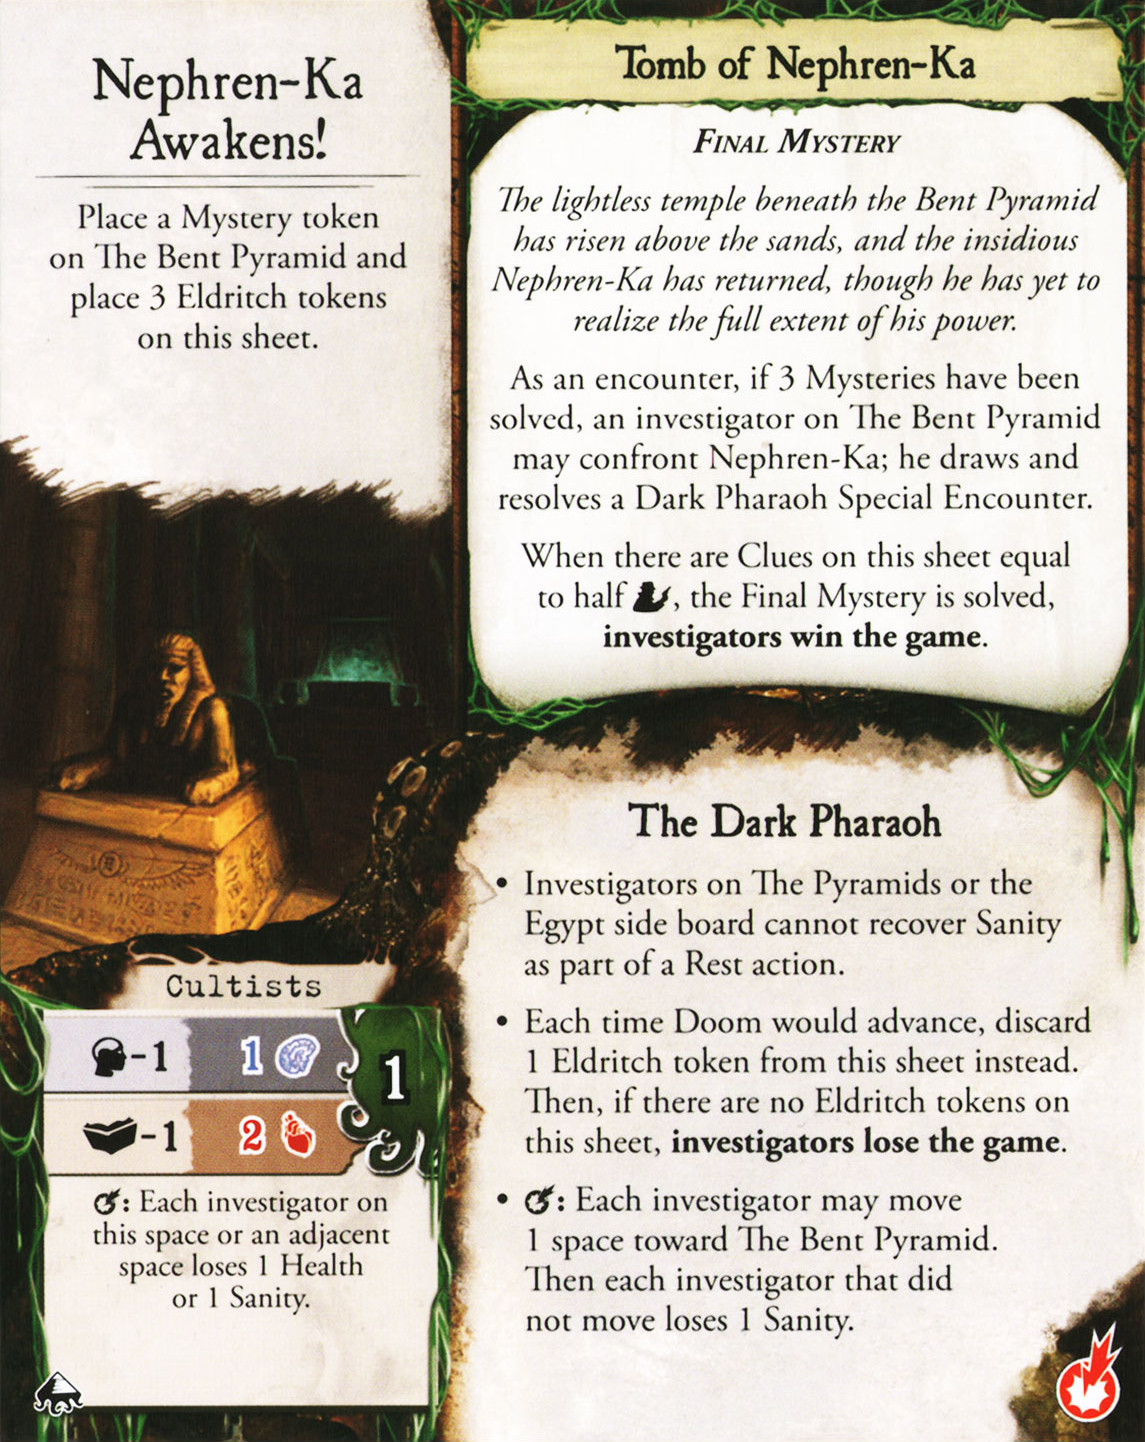 Nephren-Ka
Awakens!
Place a Mystery token
on The Bent Pyramid and
place 3 Eldritch tokens
on this sheet.
Tomb of Nephren-Ka
Final Mystery
The lightless temple beneath the Bent Pyramid
has risen above the sands, and the insidious
Nephren-Ka has returned, though he has yet to
realize the full extent of his power.
As an encounter, if 3 Mysteries have been
solved, an investigator on The Bent Pyramid
may confront Nephren-Ka; he draws and
resolves a Dark Pharaoh Special Encounter.
When there are Clues on this sheet equal
to half , the Final Mystery is solved,
investigators win the game.
The Dark Pharaoh
• Investigators on The Pyramids or the
Egypt side board cannot recover Sanity
as part of a Rest action.
• Each time Doom would advance, discard
1 Eldritch token from this sheet instead.
Then, if there are no Eldritch tokens on
this sheet, investigators lose the game.
• : Each investigator may move
1 space toward The Bent Pyramid.
Then each investigator that did
not move loses 1 Sanity.
Cultists
-1 1
1
-1 2
: Each investigator on
this space or an adjacent
space loses 1 Health
or 1 Sanity.